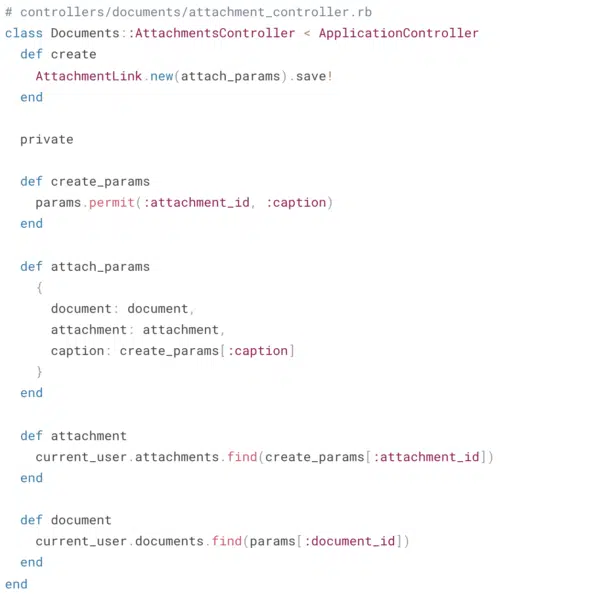 # controllers/documents/attachment_controller.rb
class Documents::AttachmentsController < ApplicationController
  def create
    AttachmentLink.new(attach_params).save!
  end

  private

  def create_params
    params.permit(:attachment_id, :caption)
  end

  def attach_params
    {
      document: document,
      attachment: attachment,
      caption: create_params[:caption]
    }
  end

  def attachment
    current_user.attachments.find(create_params[:attachment_id])
  end

  def document
    current_user.documents.find(params[:document_id])
  end
end